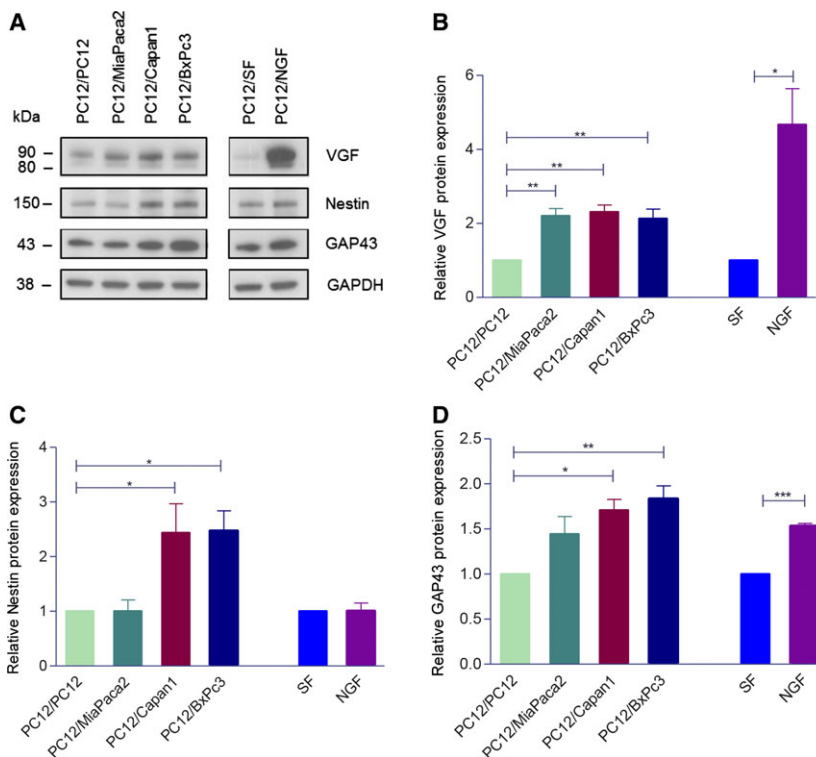 A
PC12/PC12
PC12/MiaPaca2
PC12/Capan1
PC12/BxPc3
PC12/SF
PC12/NGF
kDa
90
80
VGF
150
Nestin
43
GAP43
38
GAPDH
B
Relative VGF protein expression
8
6
4
2
0
**
**
**
*
PC12/PC12
PC12/MiaPaca2
PC12/Capan1
PC12/BxPc3
SF
NGF
C
Relative Nestin protein expression
4
3
2
1
0
*
*
PC12/PC12
PC12/MiaPaca2
PC12/Capan1
PC12/BxPc3
SF
NGF
D
Relative GAP43 protein expression
2.5
2.0
1.5
1.0
0.5
0.0
**
*
***
PC12/PC12
PC12/MiaPaca2
PC12/Capan1
PC12/BxPc3
SF
NGF